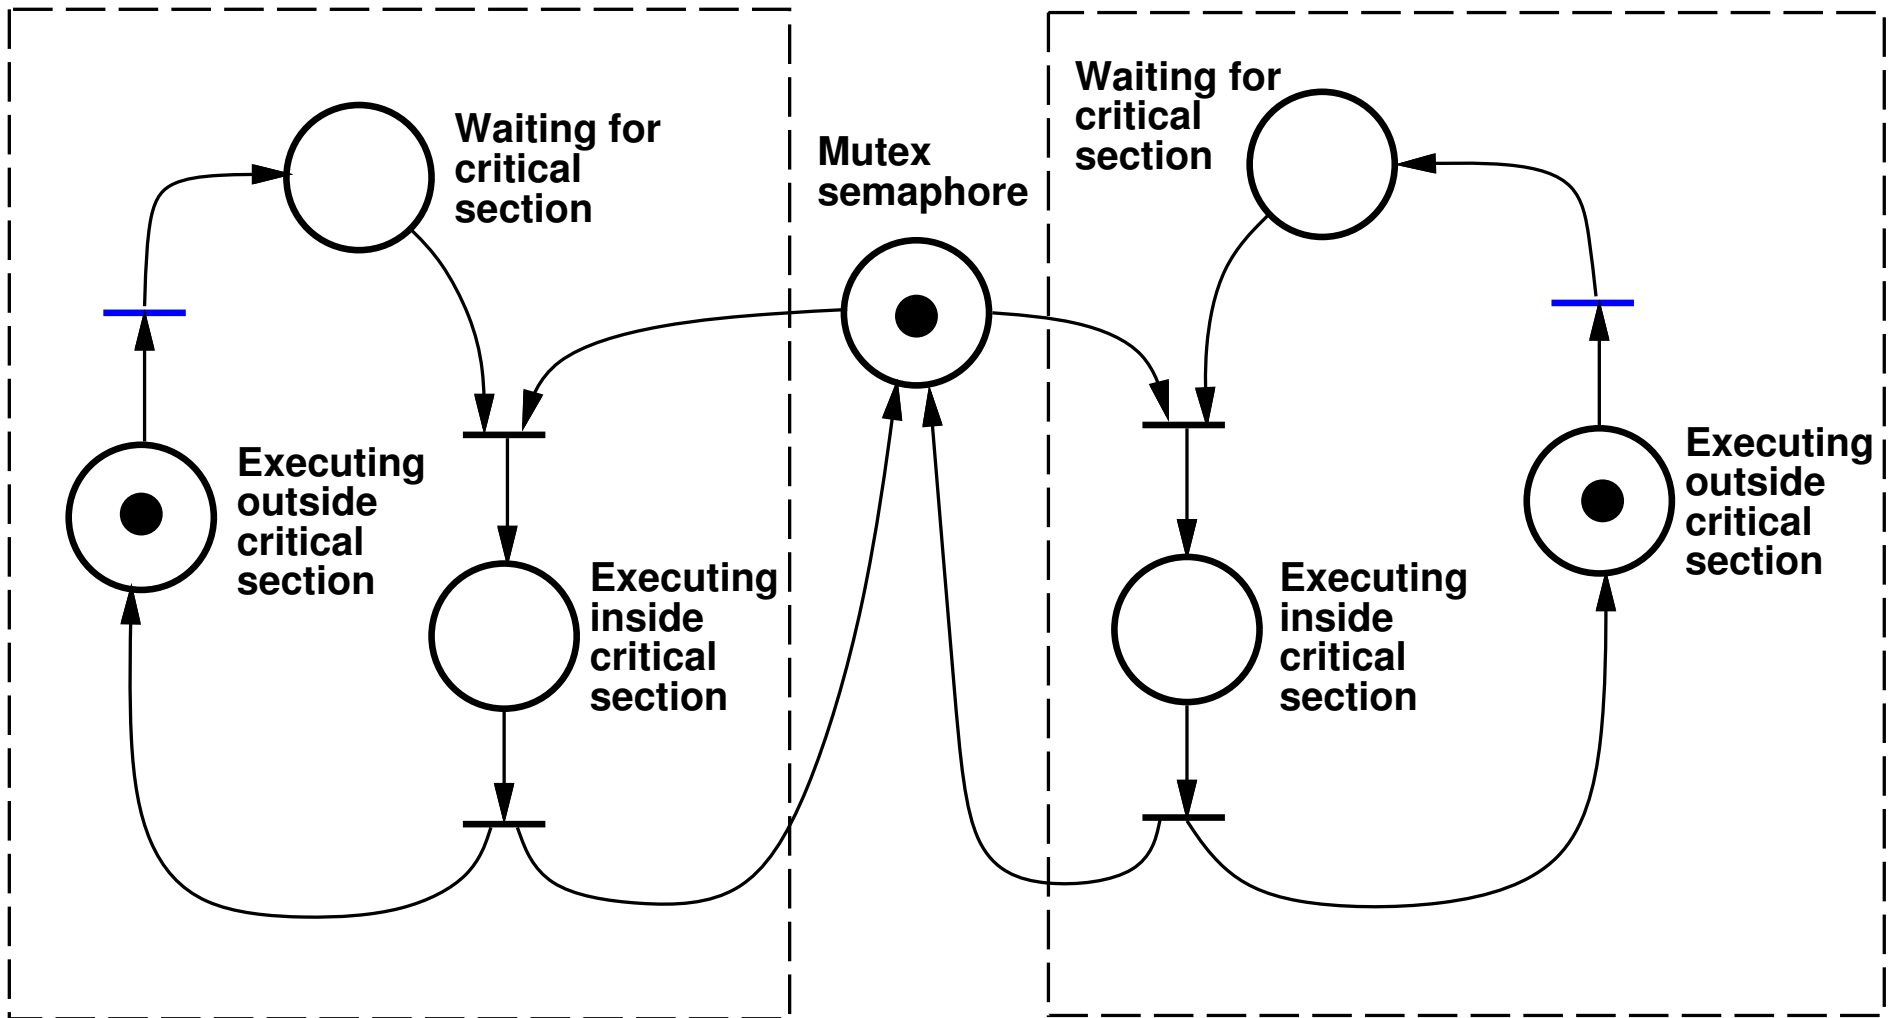 Waiting for
critical
section
Mutex
semaphore
Waiting for
critical
section
Executing
outside
critical
section
Executing
inside
critical
section
Executing
inside
critical
section
Executing
outside
critical
section